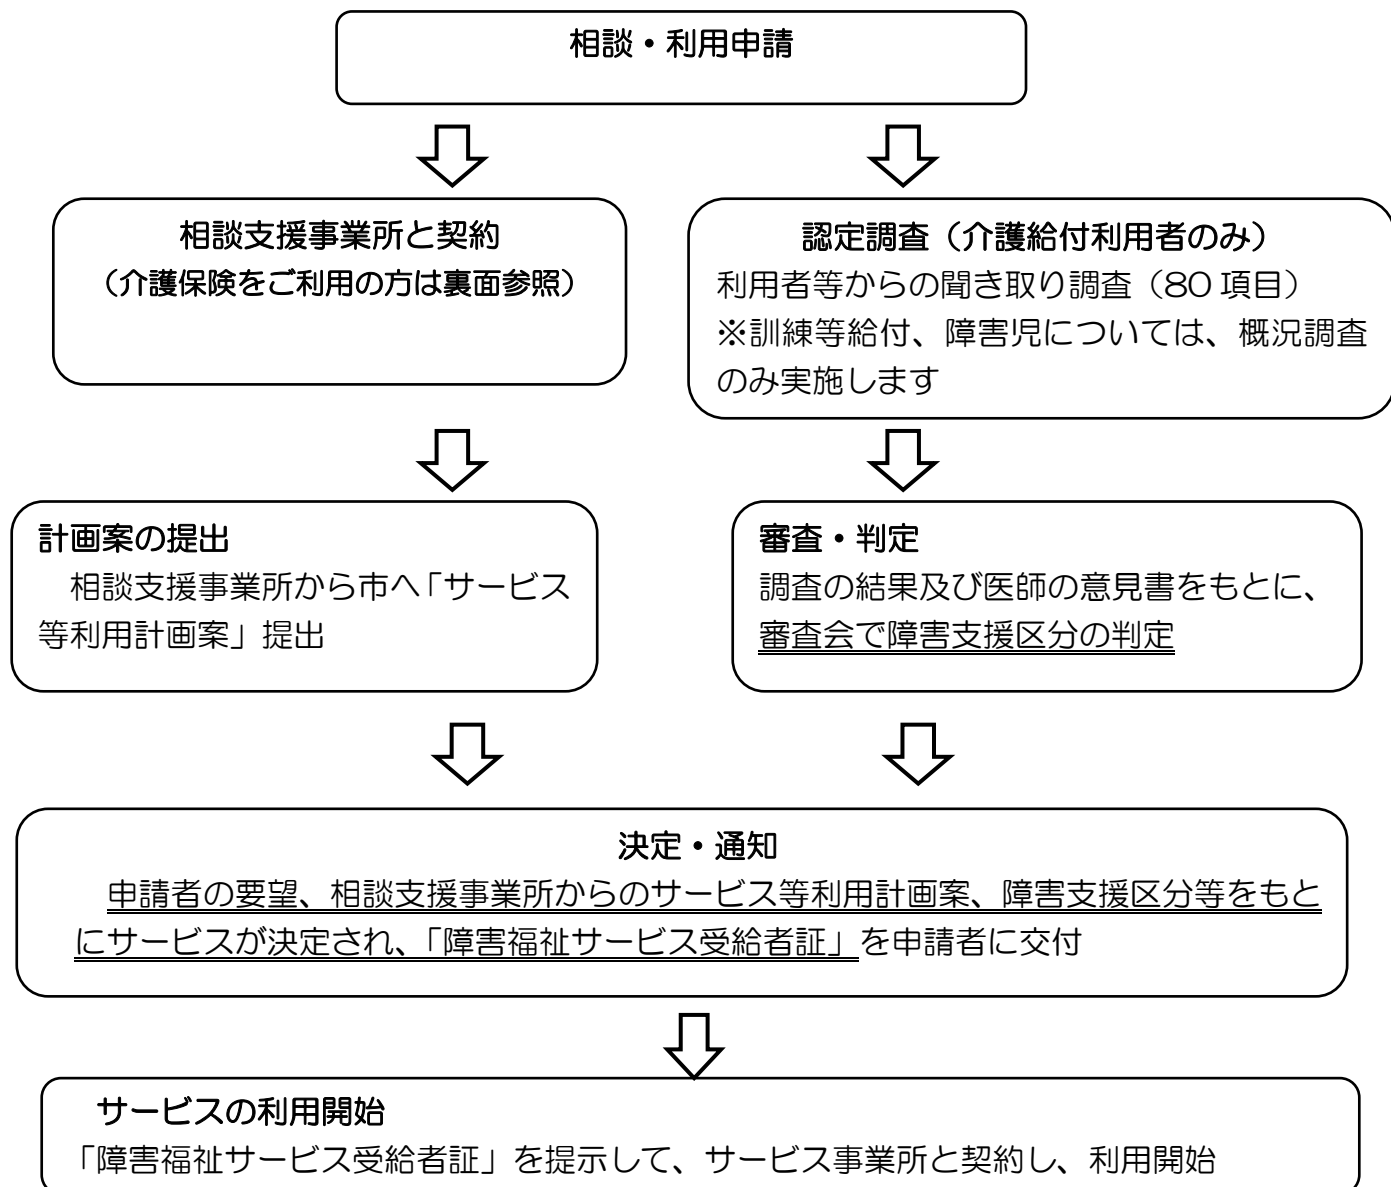 相談・利用申請
相談支援事業所と契約
（介護保険をご利用の方は裏面参照）
認定調査（介護給付利用者のみ）
利用者等からの聞き取り調査（80 項目）
※訓練等給付、障害児については、概況調査
のみ実施します
計画案の提出
相談支援事業所から市へ「サービス
等利用計画案」提出
審査・判定
調査の結果及び医師の意見書をもとに、
審査会で障害支援区分の判定
決定・通知
申請者の要望、相談支援事業所からのサービス等利用計画案、障害支援区分等をもと
にサービスが決定され、「障害福祉サービス受給者証」を申請者に交付
サービスの利用開始
「障害福祉サービス受給者証」を提示して、サービス事業所と契約し、利用開始